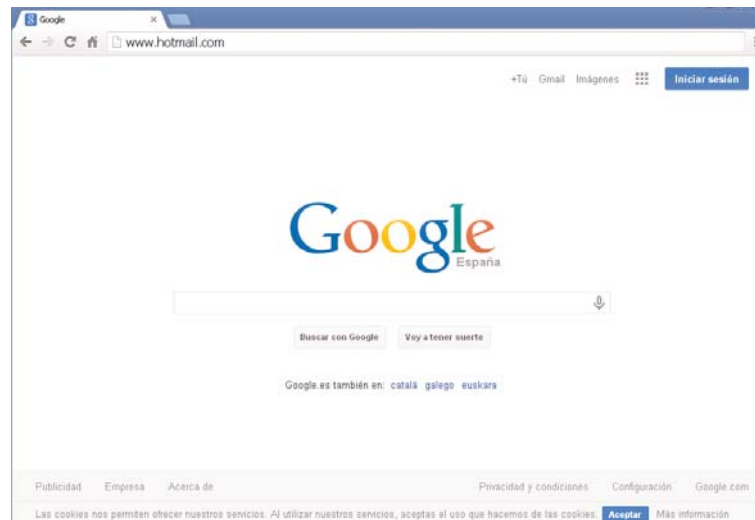 Google
www.hotmail.com
+Tú Gmail Imágenes Iniciar sesión
Google
España
Buscar con Google Voy a tener suerte
Google.es también en: català galego euskara
Publicidad Empresa Acerca de Privacidad y condiciones Configuración Google.com
Las cookies nos permiten ofrecer nuestros servicios. Al utilizar nuestros servicios, aceptas el uso que hacemos de las cookies. Aceptar Más información